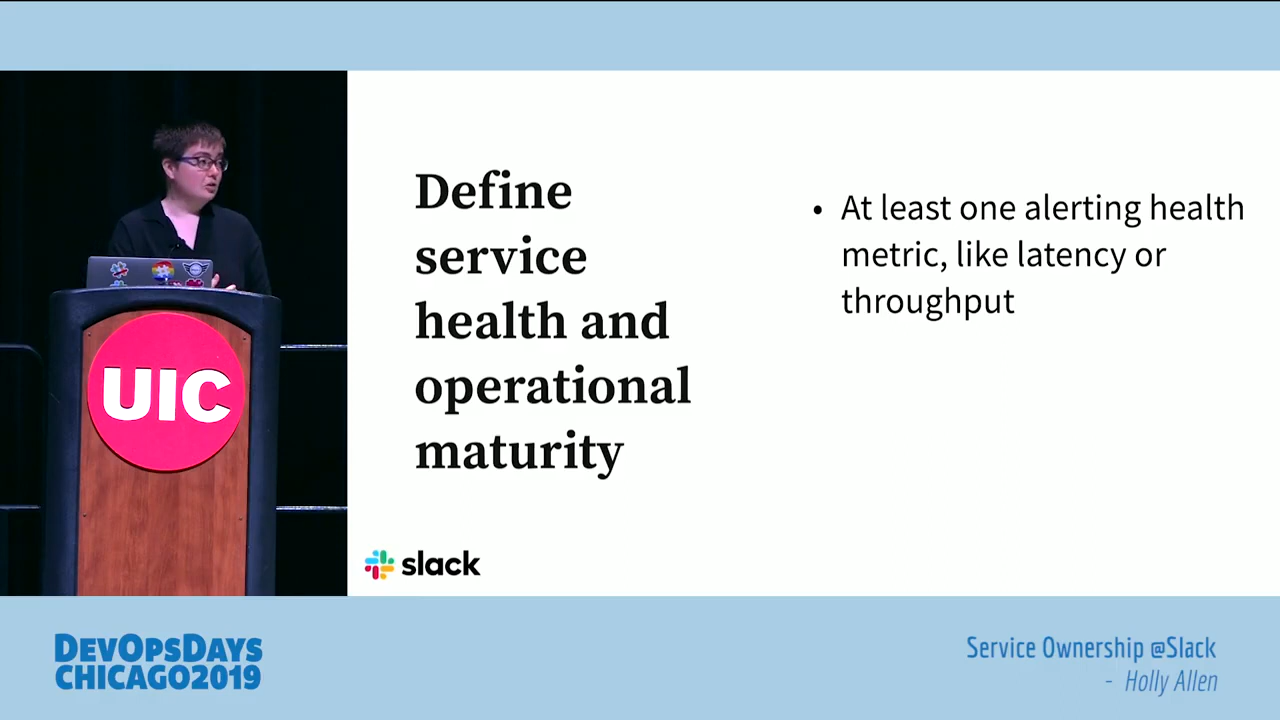 Define
service
health and
operational
maturity
• At least one alerting health
metric, like latency or
throughput
UIC
slack
DEVOPSDAYS
CHICAGO2019
Service Ownership @Slack
- Holly Allen